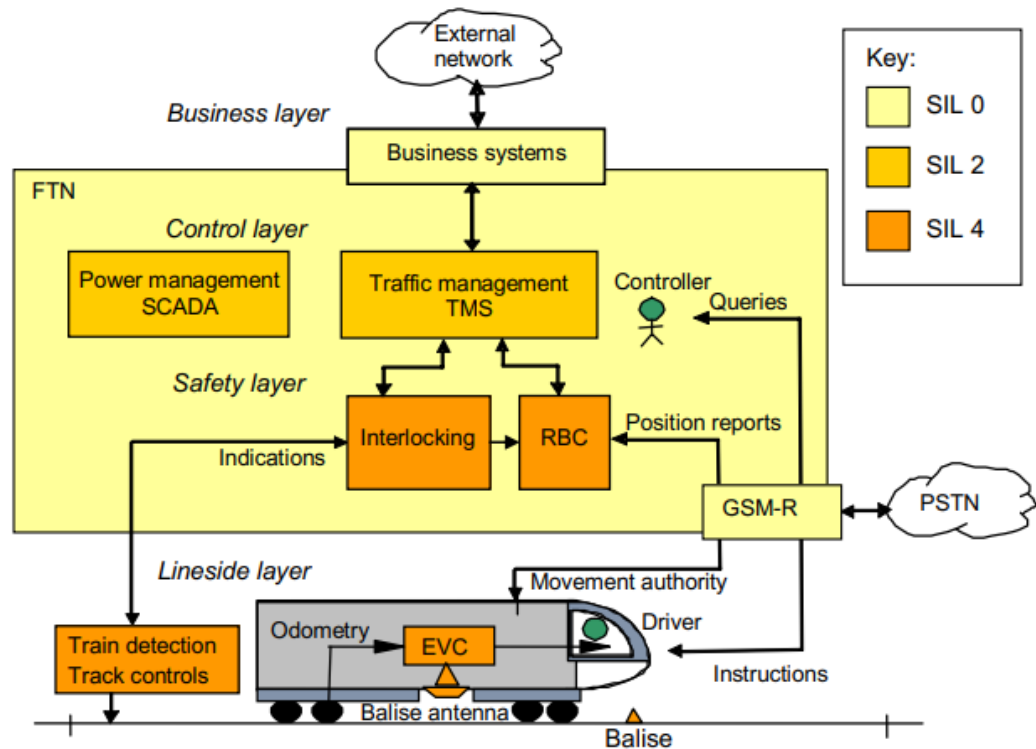 External
network
Key:
SIL 0
SIL 2
SIL 4
Business layer
Business systems
FTN
Control layer
Power management
SCADA
Traffic management
TMS
Controller
Queries
Safety layer
Interlocking
RBC
Position reports
Indications
GSM-R
PSTN
Lineside layer
Movement authority
Train detection
Track controls
Odometry
EVC
Driver
Instructions
Balise antenna
Balise